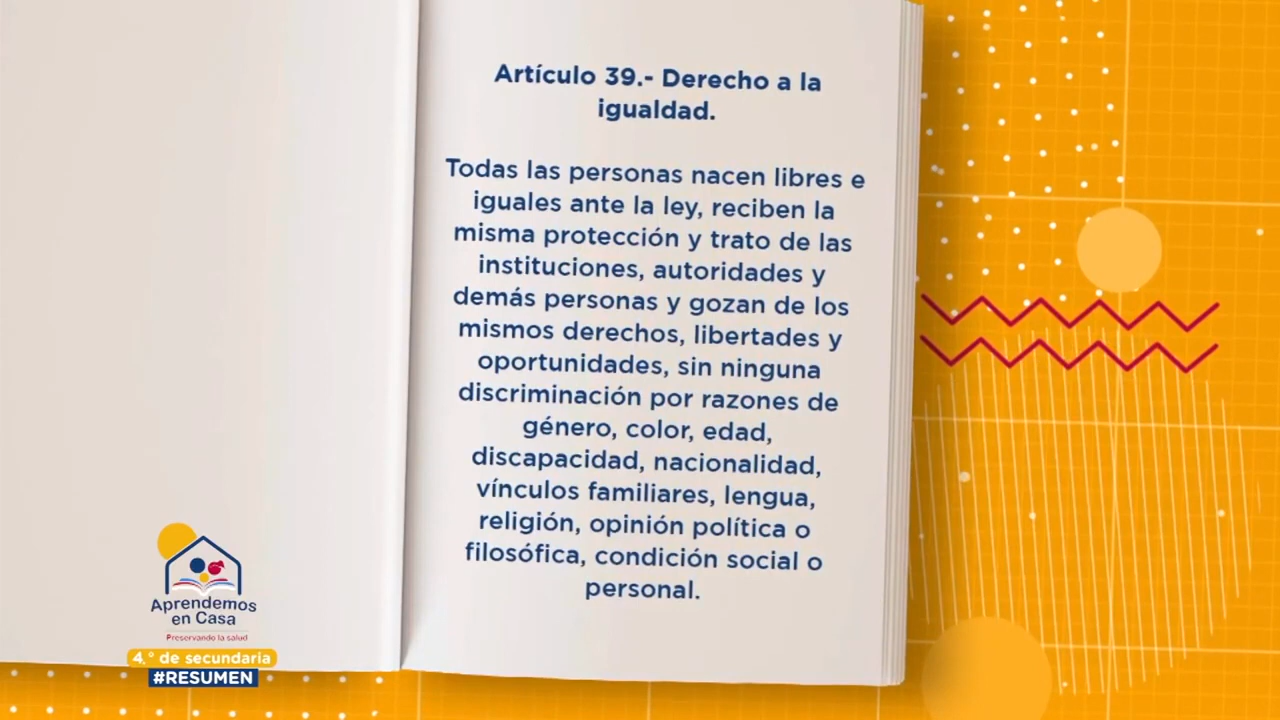 Artículo 39.- Derecho a la
igualdad.
Todas las personas nacen libres e
iguales ante la ley, reciben la
misma protección y trato de las
instituciones, autoridades y
demás personas y gozan de los
mismos derechos, libertades y
oportunidades, sin ninguna
discriminación por razones de
género, color, edad,
discapacidad, nacionalidad,
vínculos familiares, lengua,
religión, opinión política o
filosófica, condición social o
personal.
Aprendemos
en Casa
Preservando la salud
4.° de secundaria
#RESUMEN